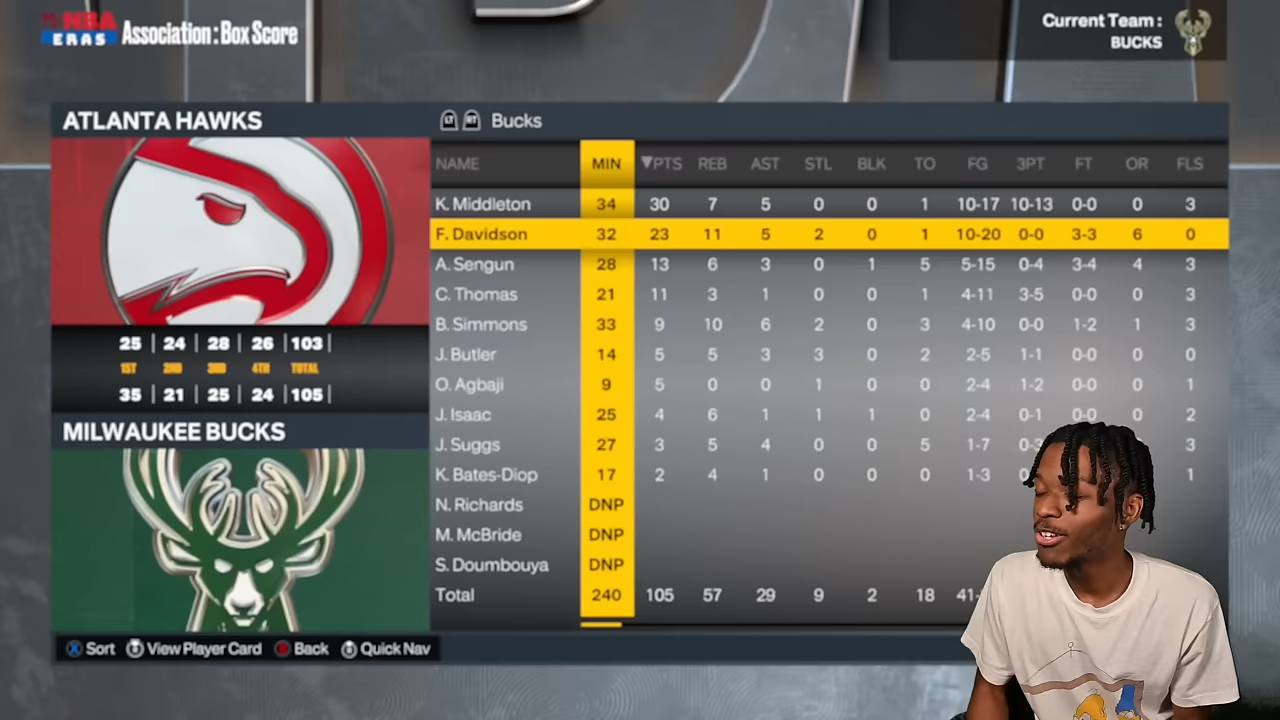 NBA
ERAS
Association: Box Score
Current Team :
BUCKS
ATLANTA HAWKS
25 | 24 | 28 | 26 | 103 |
1ST 2ND 3RD 4TH TOTAL
35 | 21 | 25 | 24 | 105 |
MILWAUKEE BUCKS
LT RT Bucks
NAME MIN ▼PTS REB AST STL BLK TO FG 3PT FT OR FLS
K. Middleton 34 30 7 5 0 0 1 10-17 10-13 0-0 0 3
F. Davidson 32 23 11 5 2 0 1 10-20 0-0 3-3 6 0
A. Sengun 28 13 6 3 0 1 5 5-15 0-4 3-4 4 3
C. Thomas 21 11 3 1 0 0 1 4-11 3-5 0-0 0 3
B. Simmons 33 9 10 6 2 0 3 4-10 0-0 1-2 1 3
J. Butler 14 5 5 3 3 0 2 2-5 1-1 0-0 0 0
O. Agbaji 9 5 0 0 1 0 0 2-4 1-2 0-0 0 1
J. Isaac 25 4 6 1 1 1 0 2-4 0-1 0-0 0 2
J. Suggs 27 3 5 4 0 0 5 1-7 3
K. Bates-Diop 17 2 4 1 0 0 0 1-3 1
N. Richards DNP
M. McBride DNP
S. Doumbouya DNP
Total 240 105 57 29 9 2 18 41-
X Sort View Player Card B Back Quick Nav